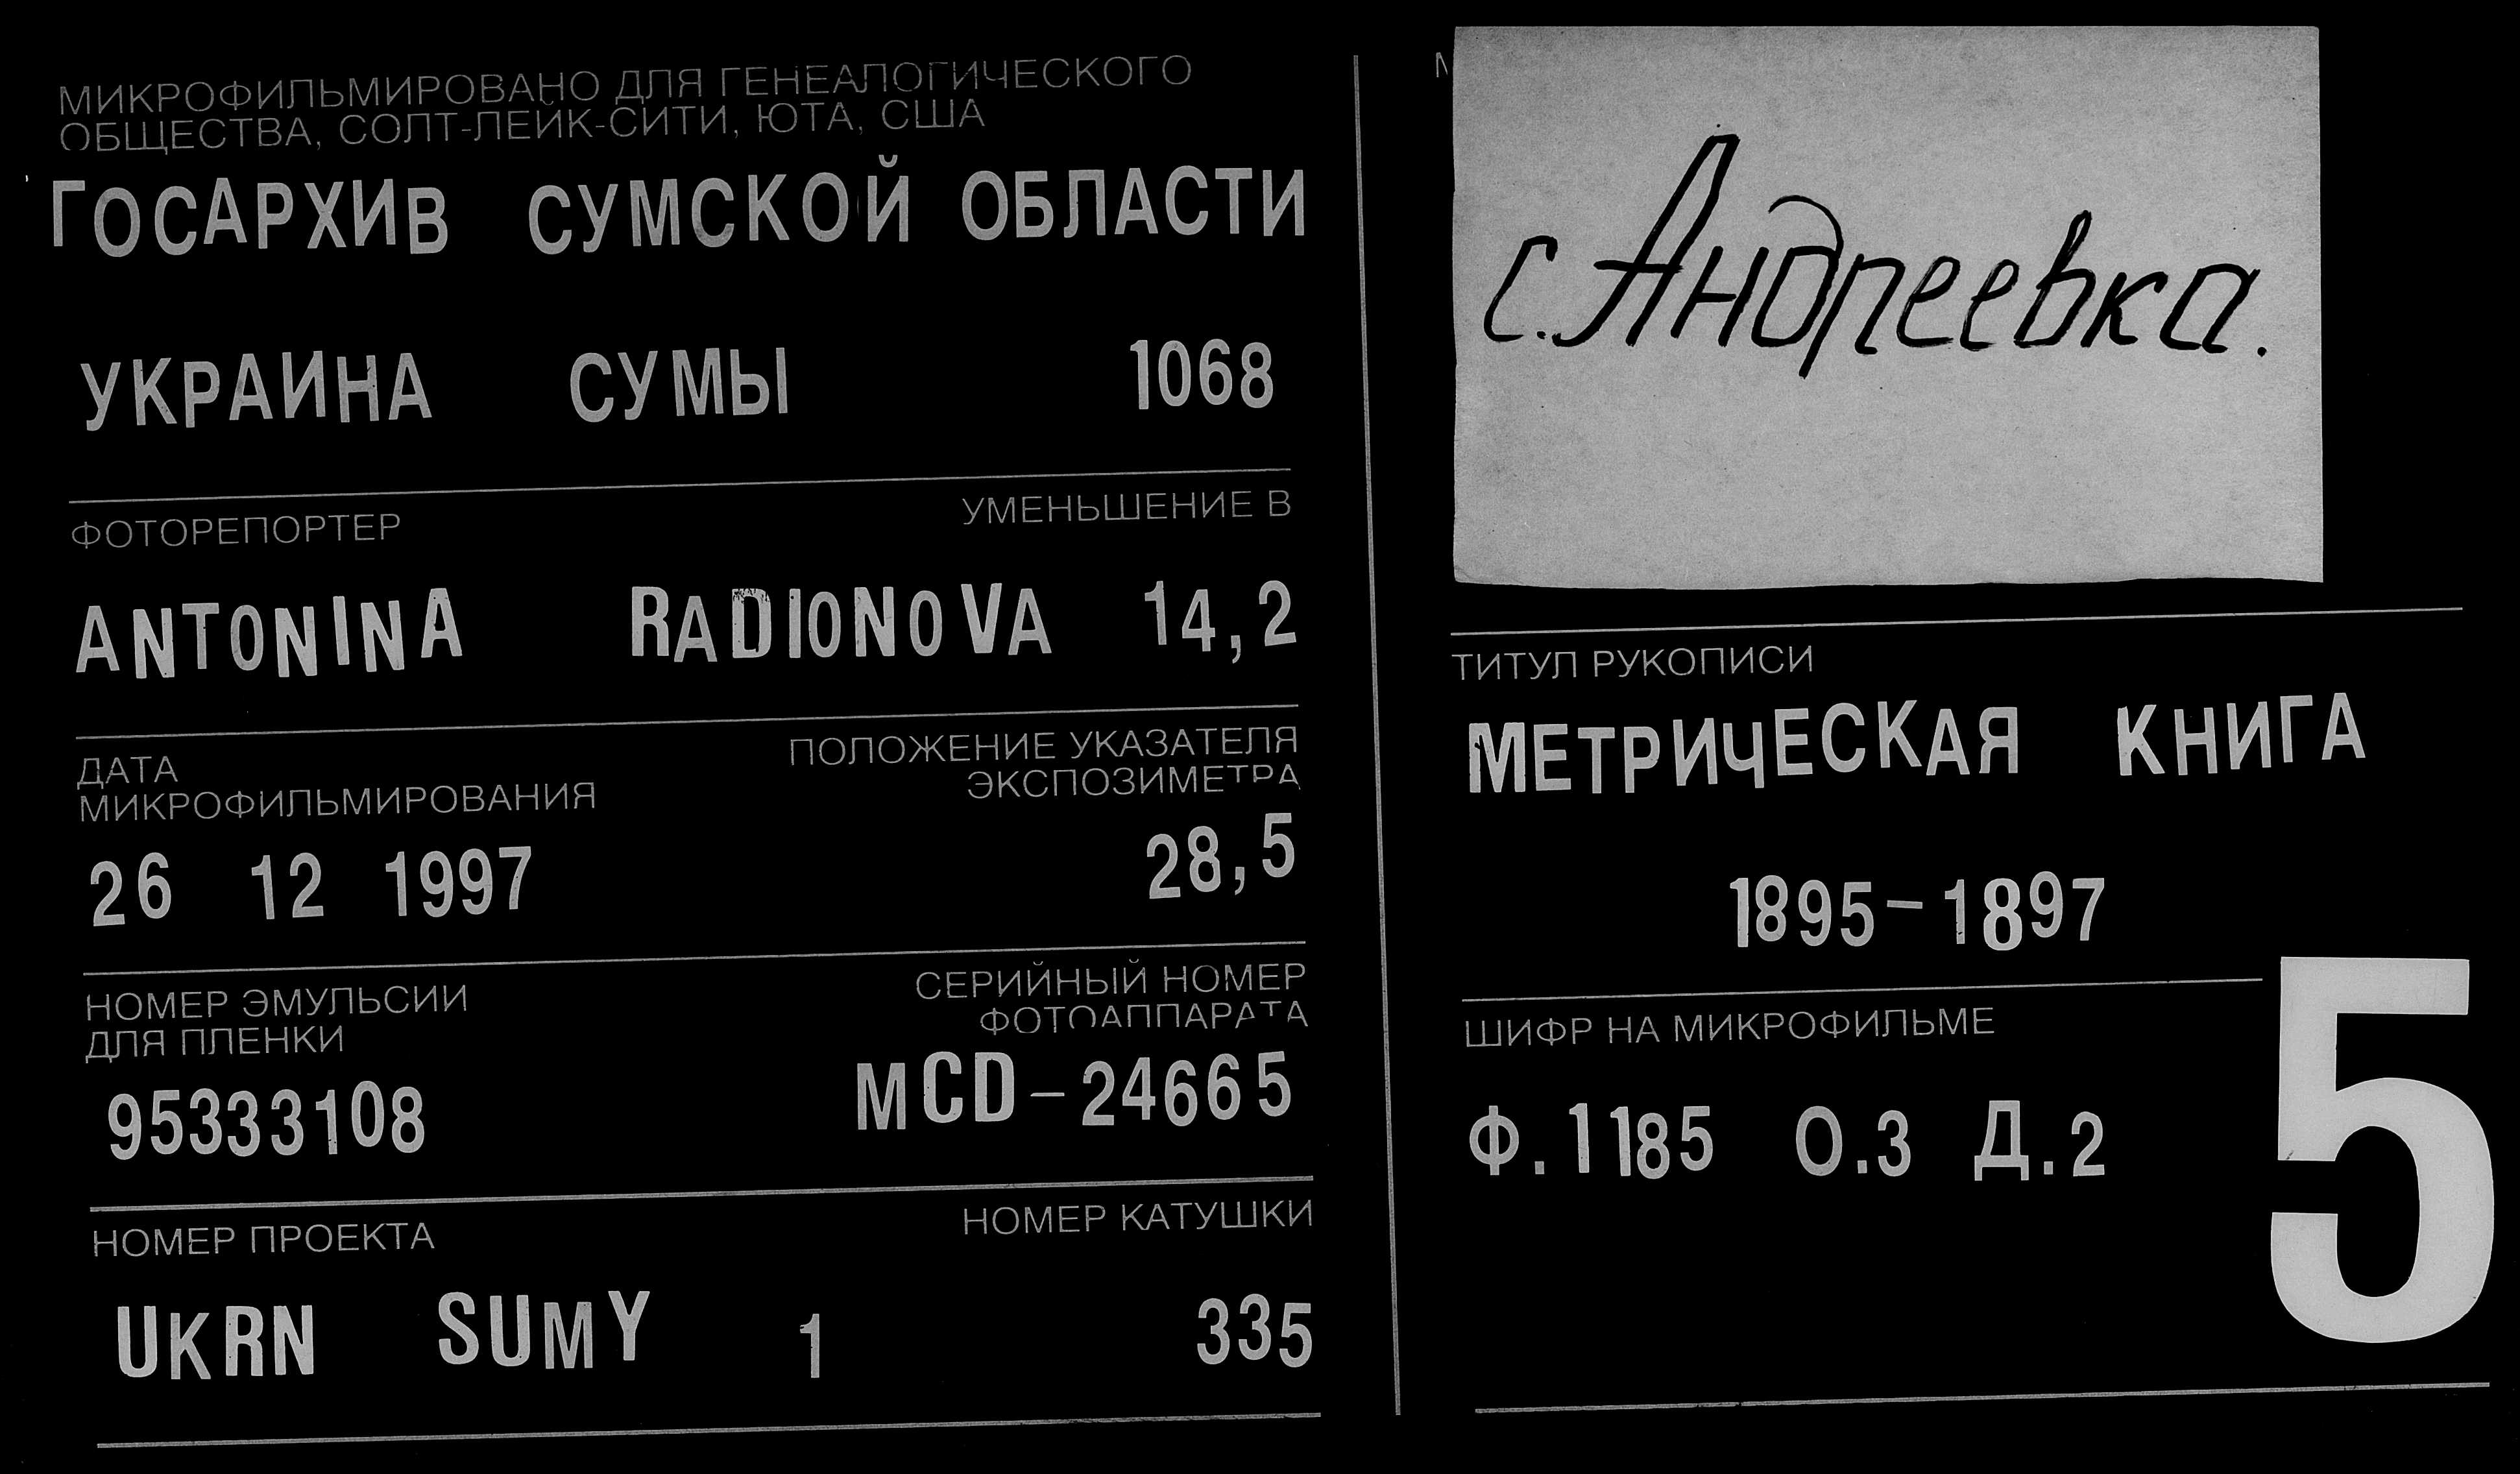 МИКРОФИЛЬМИРОВАНО ДЛЯ ГЕНЕАЛОГИЧЕСКОГО
ОБЩЕСТВА, СОЛТ-ЛЕЙК-СИТИ, ЮТА, США
ГОСАРХИВ СУМСКОЙ ОБЛАСТИ
УКРАИНА СУМЫ 1068
ФОТОРЕПОРТЕР УМЕНЬШЕНИЕ В
ANTONINA RADIONOVA 14,2
ДАТА
МИКРОФИЛЬМИРОВАНИЯ
ПОЛОЖЕНИЕ УКАЗАТЕЛЯ
ЭКСПОЗИМЕТРА
26 12 1997 28,5
НОМЕР ЭМУЛЬСИИ
ДЛЯ ПЛЕНКИ
СЕРИЙНЫЙ НОМЕР
ФОТОАППАРАТА
95333108 MCD-24665
НОМЕР ПРОЕКТА НОМЕР КАТУШКИ
UKRN SUMY 1 335
с. Андреевка.
ТИТУЛ РУКОПИСИ
МЕТРИЧЕСКАЯ КНИГА
1895-1897
ШИФР НА МИКРОФИЛЬМЕ
Ф.1185 О.3 Д.2
5